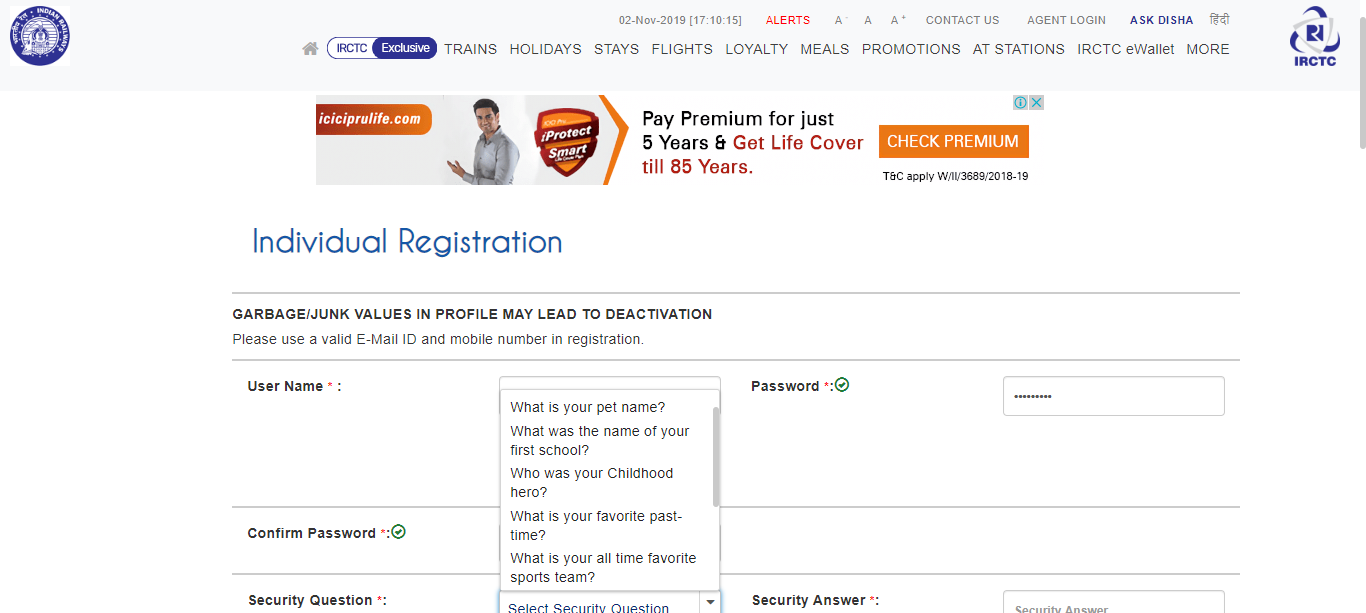 INDIAN RAILWAYS
02-Nov-2019 [17:10:15] ALERTS A- A A+ CONTACT US AGENT LOGIN ASK DISHA हिंदी
IRCTC Exclusive TRAINS HOLIDAYS STAYS FLIGHTS LOYALTY MEALS PROMOTIONS AT STATIONS IRCTC eWallet MORE
IRCTC
iciciprulife.com
iProtect
Smart
Pay Premium for just
5 Years & Get Life Cover
till 85 Years.
CHECK PREMIUM
T&C apply W/II/3689/2018-19
Individual Registration
GARBAGE/JUNK VALUES IN PROFILE MAY LEAD TO DEACTIVATION
Please use a valid E-Mail ID and mobile number in registration.
User Name * :
Password *:
•••••••••
What is your pet name?
What was the name of your
first school?
Who was your Childhood
hero?
What is your favorite past-
time?
What is your all time favorite
sports team?
Confirm Password *:
Security Question *:
Select Security Question
Security Answer *:
Security Answer